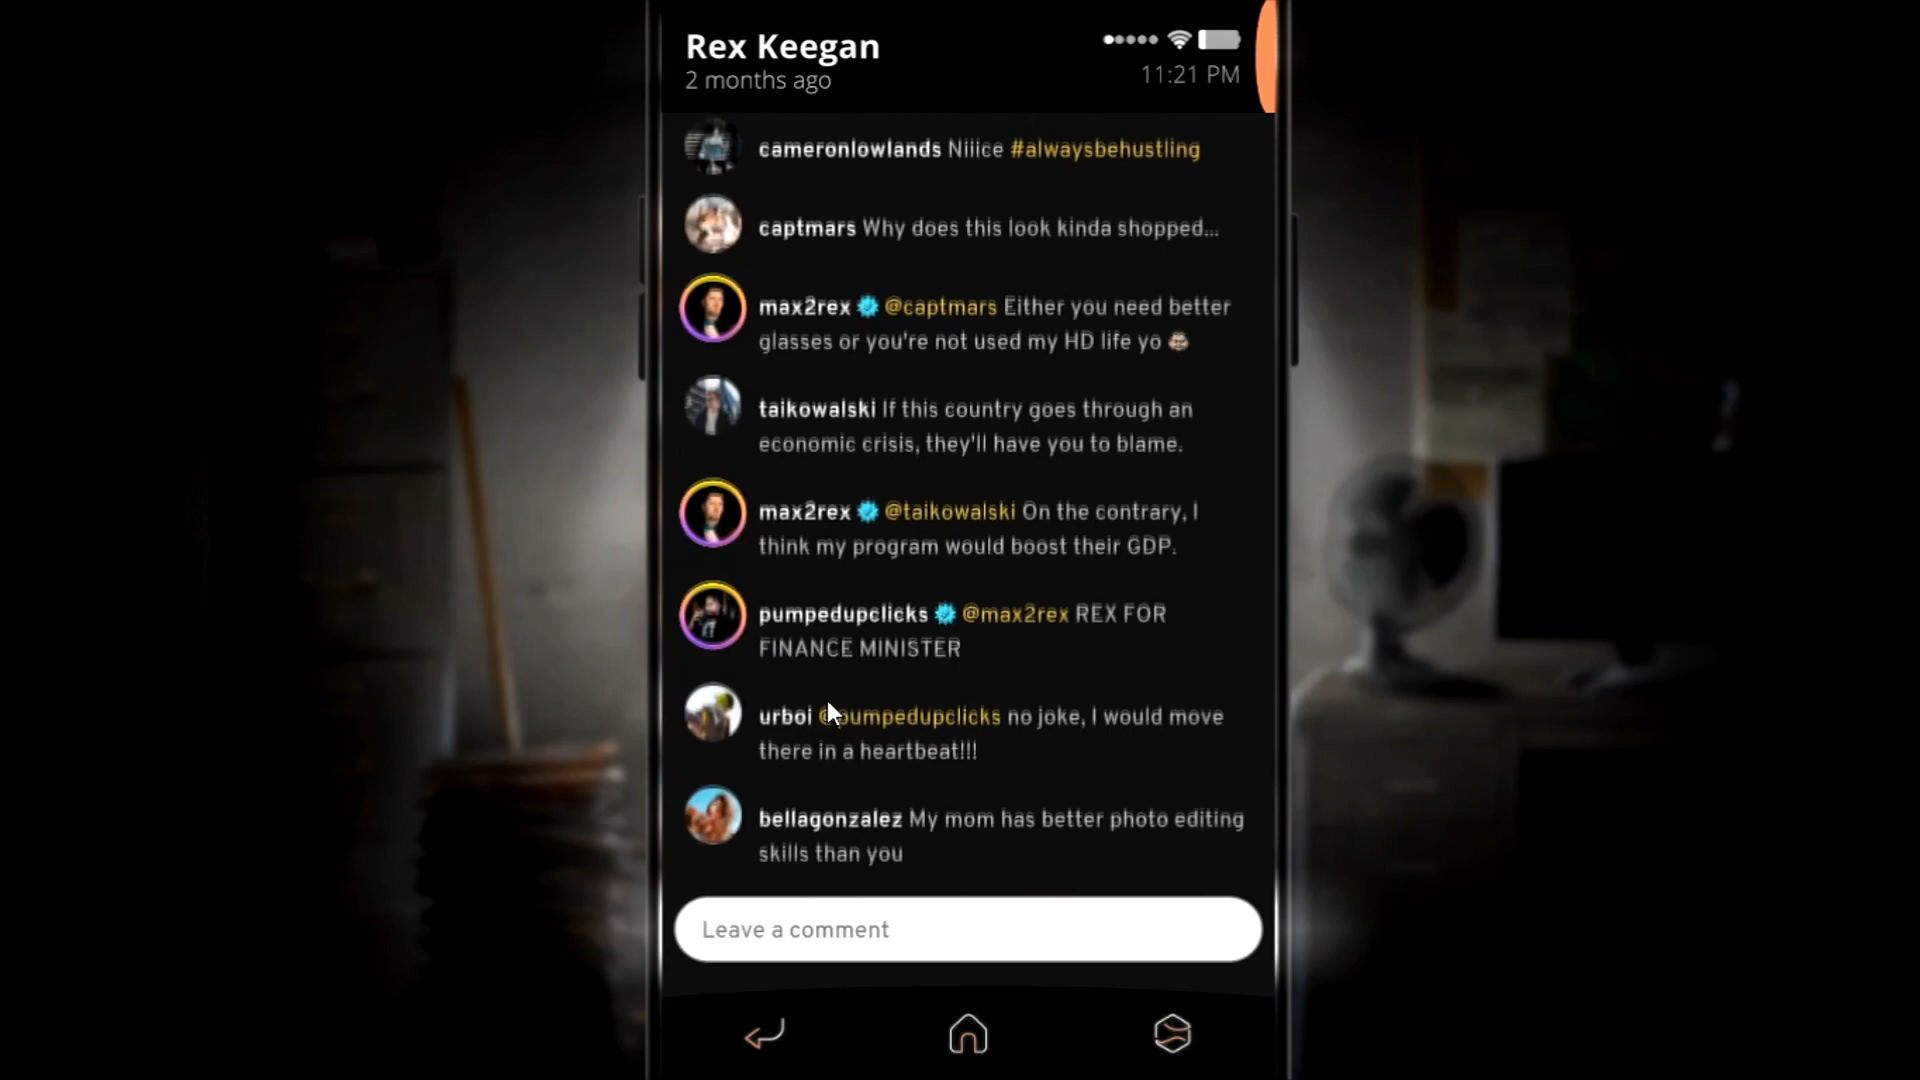 Rex Keegan
2 months ago
11:21 PM
cameronlowlands Niiice #alwaysbehustling
captmars Why does this look kinda shopped...
max2rex @captmars Either you need better
glasses or you're not used my HD life yo
taikowalski If this country goes through an
economic crisis, they'll have you to blame.
max2rex @taikowalski On the contrary, I
think my program would boost their GDP.
pumpedupclicks @max2rex REX FOR
FINANCE MINISTER
urboi @pumpedupclicks no joke, I would move
there in a heartbeat!!!
bellagonzalez My mom has better photo editing
skills than you
Leave a comment